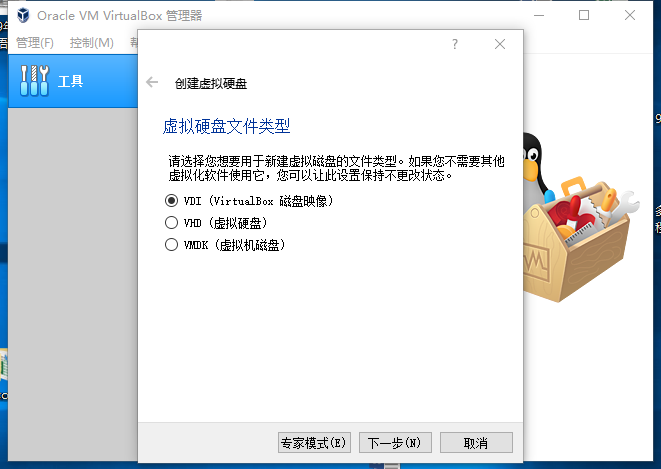 Oracle VM VirtualBox 管理器
管理(F) 控制(M)
工具
?
创建虚拟硬盘
虚拟硬盘文件类型
请选择您想要用于新建虚拟磁盘的文件类型。如果您不需要其他
虚拟化软件使用它，您可以让此设置保持不更改状态。
VDI (VirtualBox 磁盘映像)
VHD (虚拟硬盘)
VMDK (虚拟机磁盘)
专家模式(E) 下一步(N) 取消